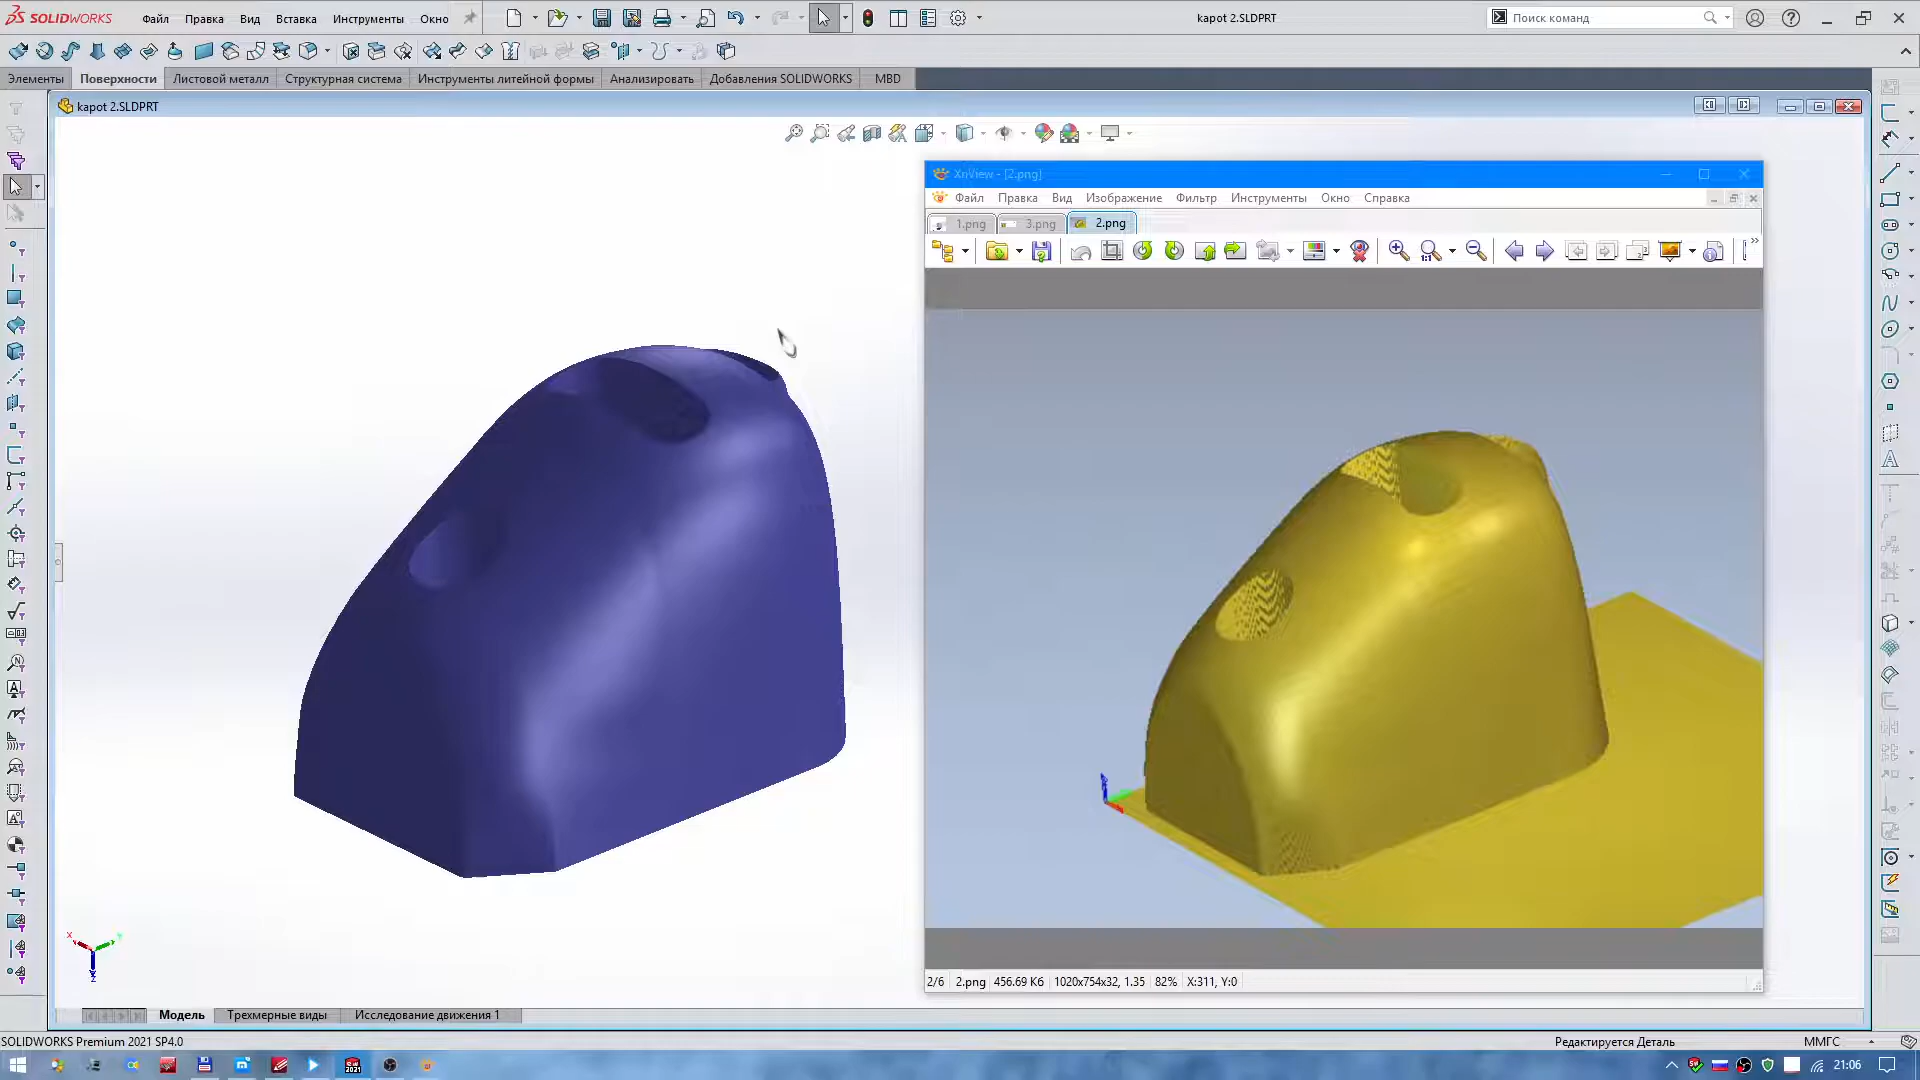 SOLIDWORKS Файл Правка Вид Вставка Инструменты Окно kapot 2.SLDPRT Поиск команд
Элементы Поверхности Листовой металл Структурная система Инструменты литейной формы Анализировать Добавления SOLIDWORKS MBD
kapot 2.SLDPRT
XnView - [2.png]
Файл Правка Вид Изображение Фильтр Инструменты Окно Справка
1.png 3.png 2.png
2/6 2.png 456.69 Кб 1020x754x32, 1.35 82% X:311, Y:0
Модель Трехмерные виды Исследование движения 1
SOLIDWORKS Premium 2021 SP4.0 Редактируется Деталь ММГС
21:06